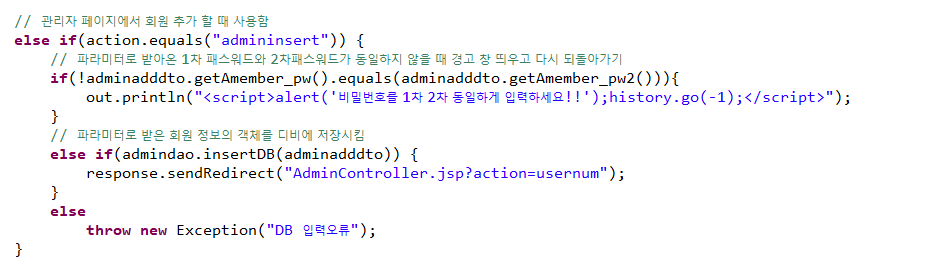 // 관리자 페이지에서 회원 추가 할 때 사용함
else if(action.equals("admininsert")) {
// 파라미터로 받아온 1차 패스워드와 2차패스워드가 동일하지 않을 때 경고 창 띄우고 다시 되돌아가기
if(!adminadddto.getAmember_pw().equals(adminadddto.getAmember_pw2())){
out.println("<script>alert('비밀번호를 1차 2차 동일하게 입력하세요!!');history.go(-1);</script>");
}
// 파라미터로 받은 회원 정보의 객체를 디비에 저장시킴
else if(admindao.insertDB(adminadddto)) {
response.sendRedirect("AdminController.jsp?action=usernum");
}
else
throw new Exception("DB 입력오류");
}